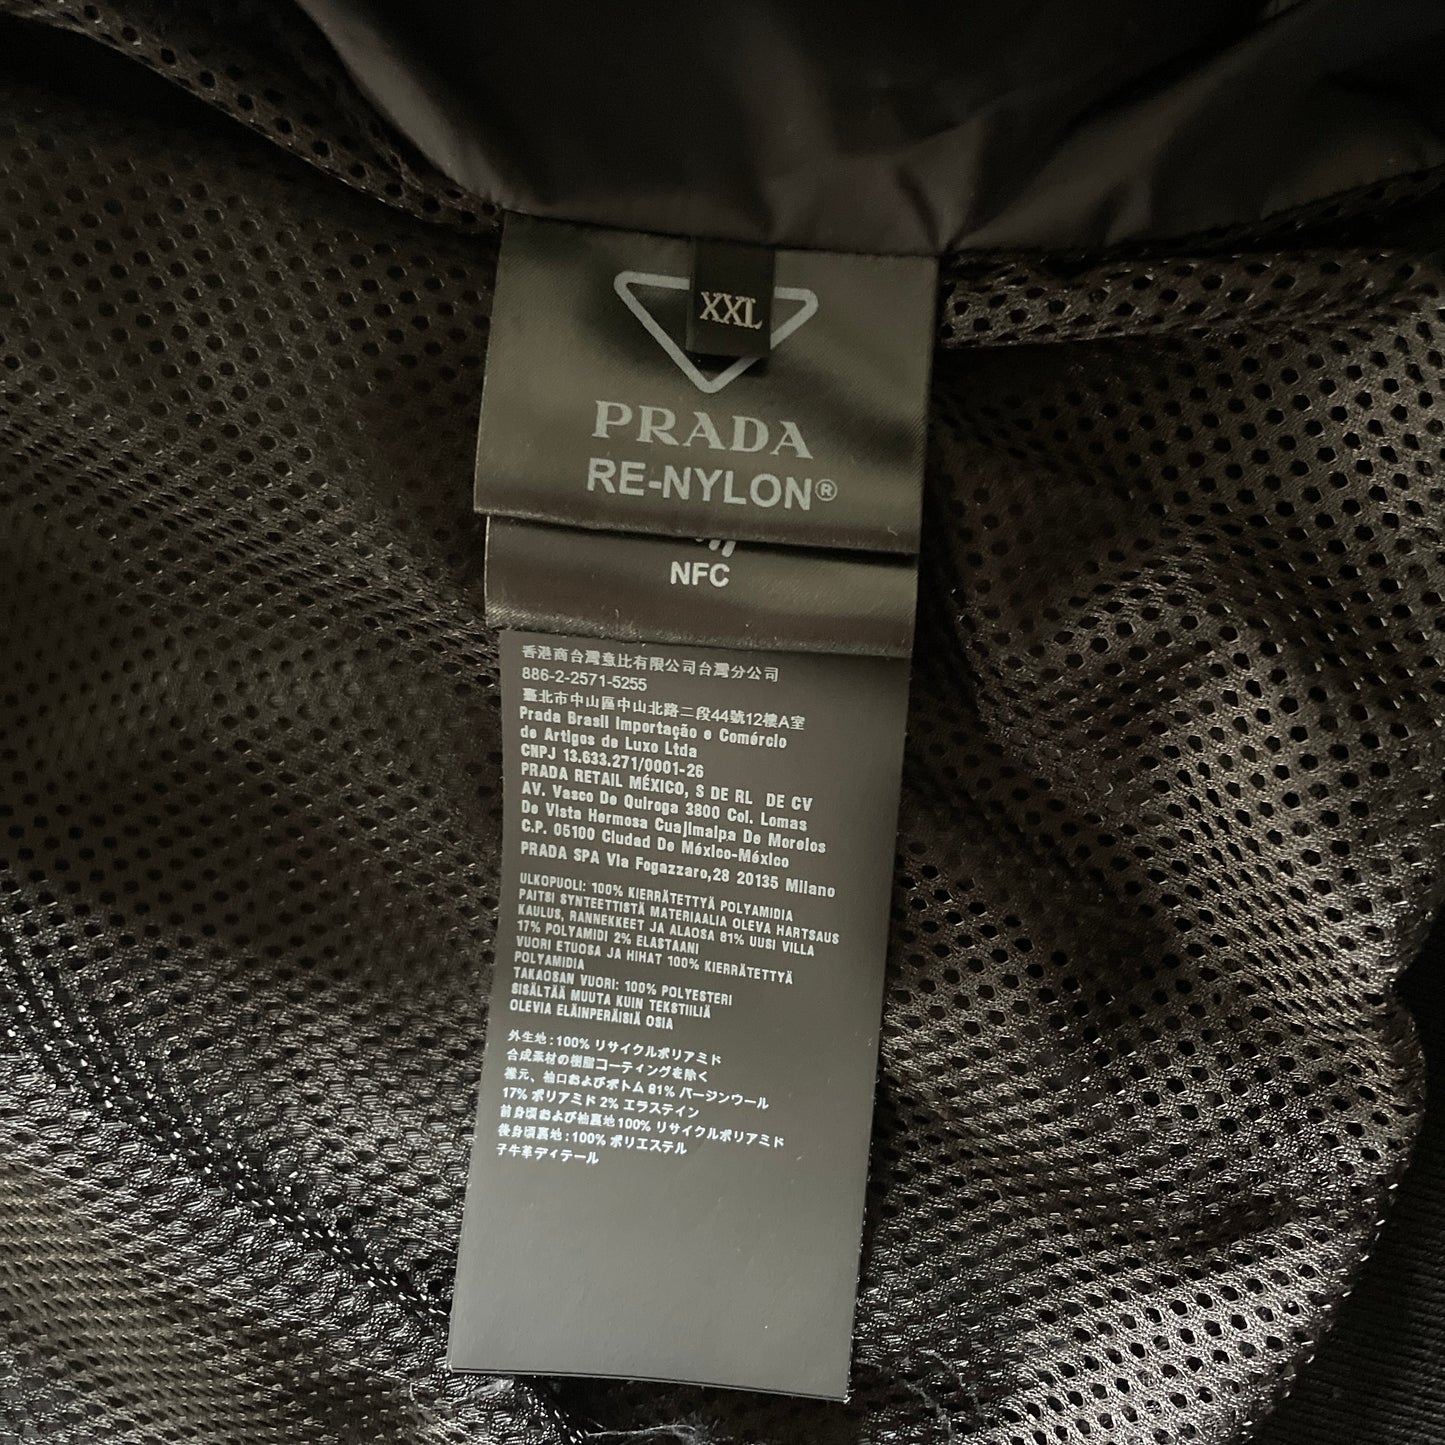 XXL
PRADA
RE-NYLON®
NFC
香港商台灣意比有限公司台灣分公司
886-2-2571-5255
臺北市中山區中山北路二段44號12樓A室
Prada Brasil Importação e Comércio
de Artigos de Luxo Ltda
CNPJ 13.633.271/0001-26
PRADA RETAIL MÉXICO, S DE RL DE CV
AV. Vasco De Quiroga 3800 Col. Lomas
De Vista Hermosa Cuajimalpa De Morelos
C.P. 05100 Ciudad De México-México
PRADA SPA Via Fogazzaro,28 20135 Milano
ULKOPUOLI: 100% KIERRÄTETTYÄ POLYAMIDIA
PAITSI SYNTEETTISTÄ MATERIAALIA OLEVA HARTSAUS
KAULUS, RANNEKKEET JA ALAOSA 81% UUSI VILLA
17% POLYAMIDI 2% ELASTAANI
VUORI ETUOSA JA HIHAT 100% KIERRÄTETTYÄ
POLYAMIDIA
TAKAOSAN VUORI: 100% POLYESTERI
SISÄLTÄÄ MUUTA KUIN TEKSTIILIÄ
OLEVIA ELÄINPERÄISIÄ OSIA
外生地:100% リサイクルポリアミド
合成素材の樹脂コーティングを除く
襟元、袖口およびボトム 81% バージンウール
17% ポリアミド 2% エラステイン
前身頃および袖裏地100% リサイクルポリアミド
後身頃裏地:100% ポリエステル
子牛革ディテール